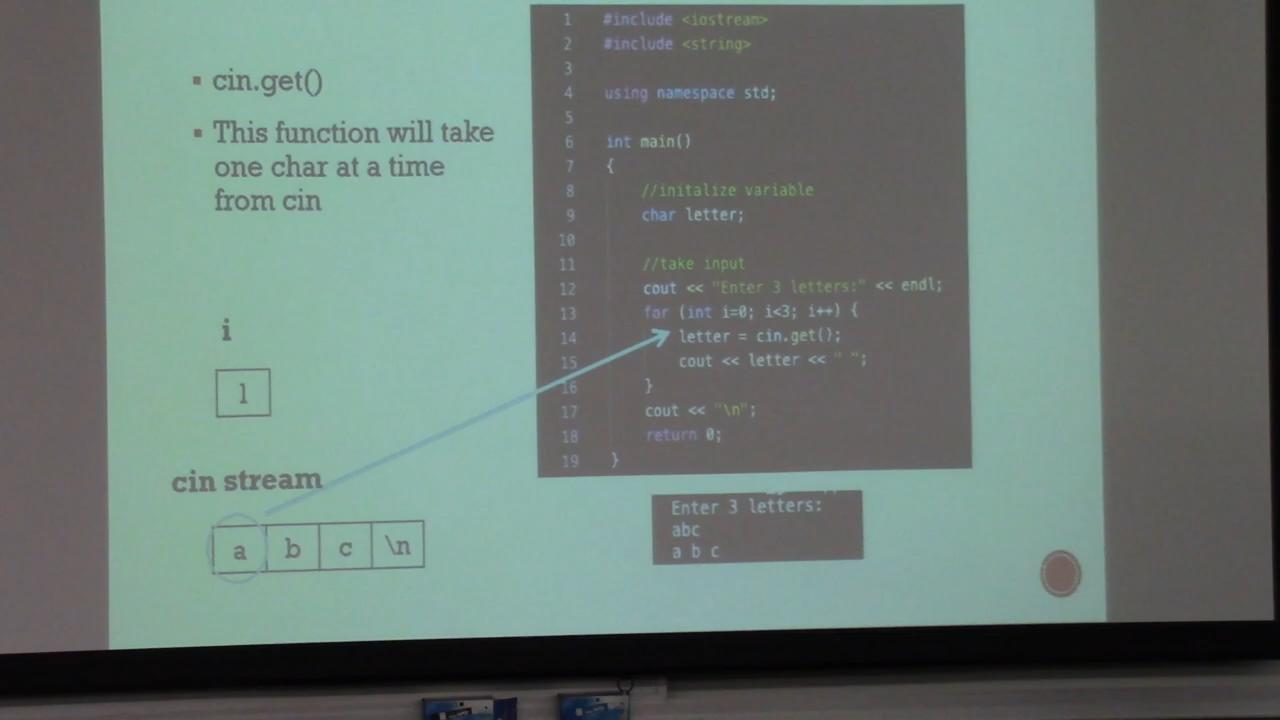 ▪ cin.get()
▪ This function will take
one char at a time
from cin
i
1
cin stream
a b c \n
1 #include <iostream>
2 #include <string>
3
4 using namespace std;
5
6 int main()
7 {
8 //initalize variable
9 char letter;
10
11 //take input
12 cout << "Enter 3 letters:" << endl;
13 for (int i=0; i<3; i++) {
14 letter = cin.get();
15 cout << letter << " ";
16 }
17 cout << "\n";
18 return 0;
19 }
Enter 3 letters:
abc
a b c